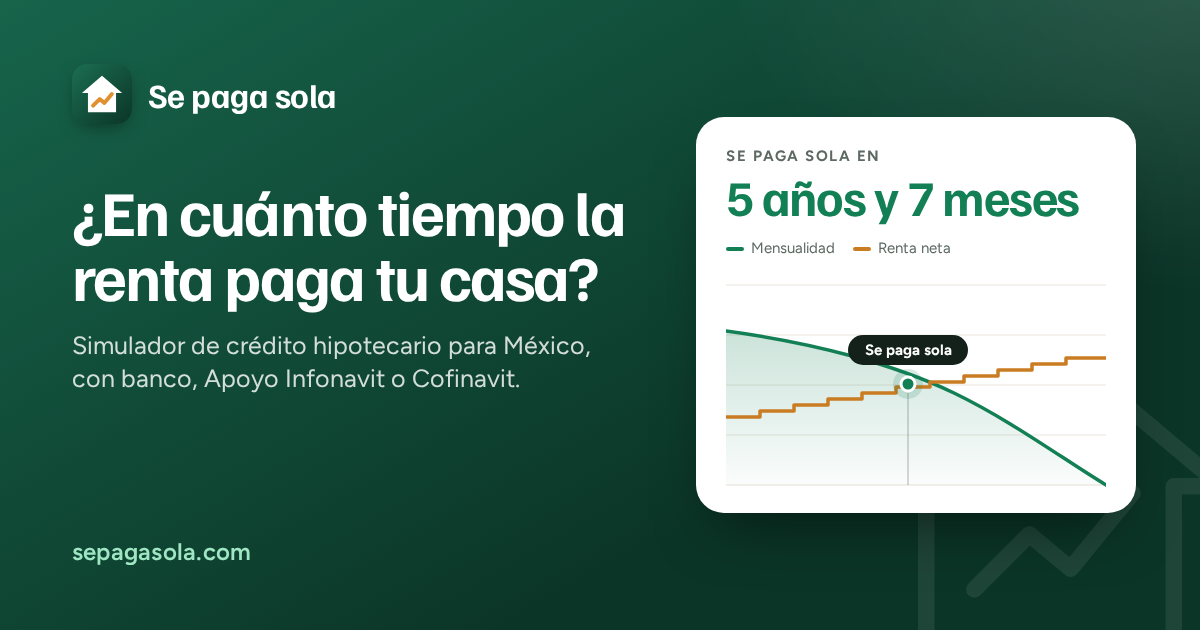 Se paga sola
¿En cuánto tiempo la
renta paga tu casa?
Simulador de crédito hipotecario para México,
con banco, Apoyo Infonavit o Cofinavit.
sepagasola.com
SE PAGA SOLA EN
5 años y 7 meses
Mensualidad Renta neta
Se paga sola